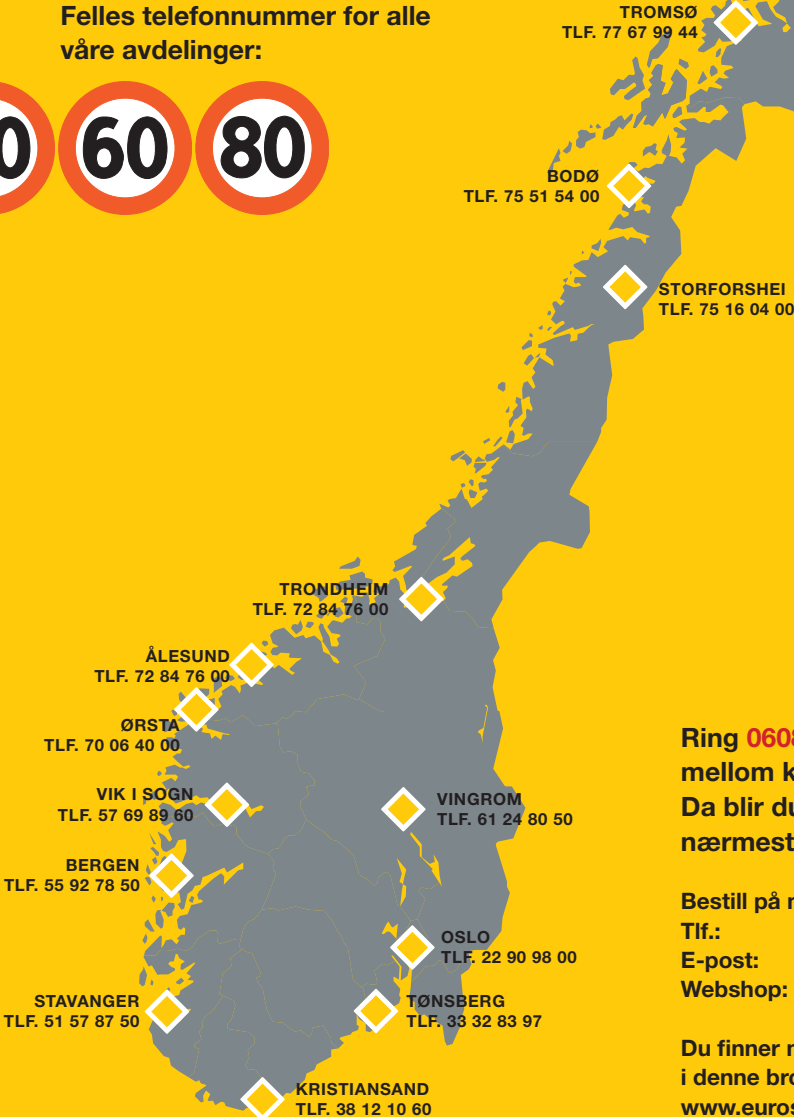 Felles telefonnummer for alle
våre avdelinger:
60 80
TROMSØ
TLF. 77 67 99 44
BODØ
TLF. 75 51 54 00
STORFORSHEI
TLF. 75 16 04 00
TRONDHEIM
TLF. 72 84 76 00
ÅLESUND
TLF. 72 84 76 00
ØRSTA
TLF. 70 06 40 00
VIK I SOGN
TLF. 57 69 89 60
VINGROM
TLF. 61 24 80 50
BERGEN
TLF. 55 92 78 50
OSLO
TLF. 22 90 98 00
STAVANGER
TLF. 51 57 87 50
TØNSBERG
TLF. 33 32 83 97
KRISTIANSAND
TLF. 38 12 10 60
Ring
mellom
Da blir du
Bestill på
Tlf.:
E-post:
Webshop:
Du finner
i denne